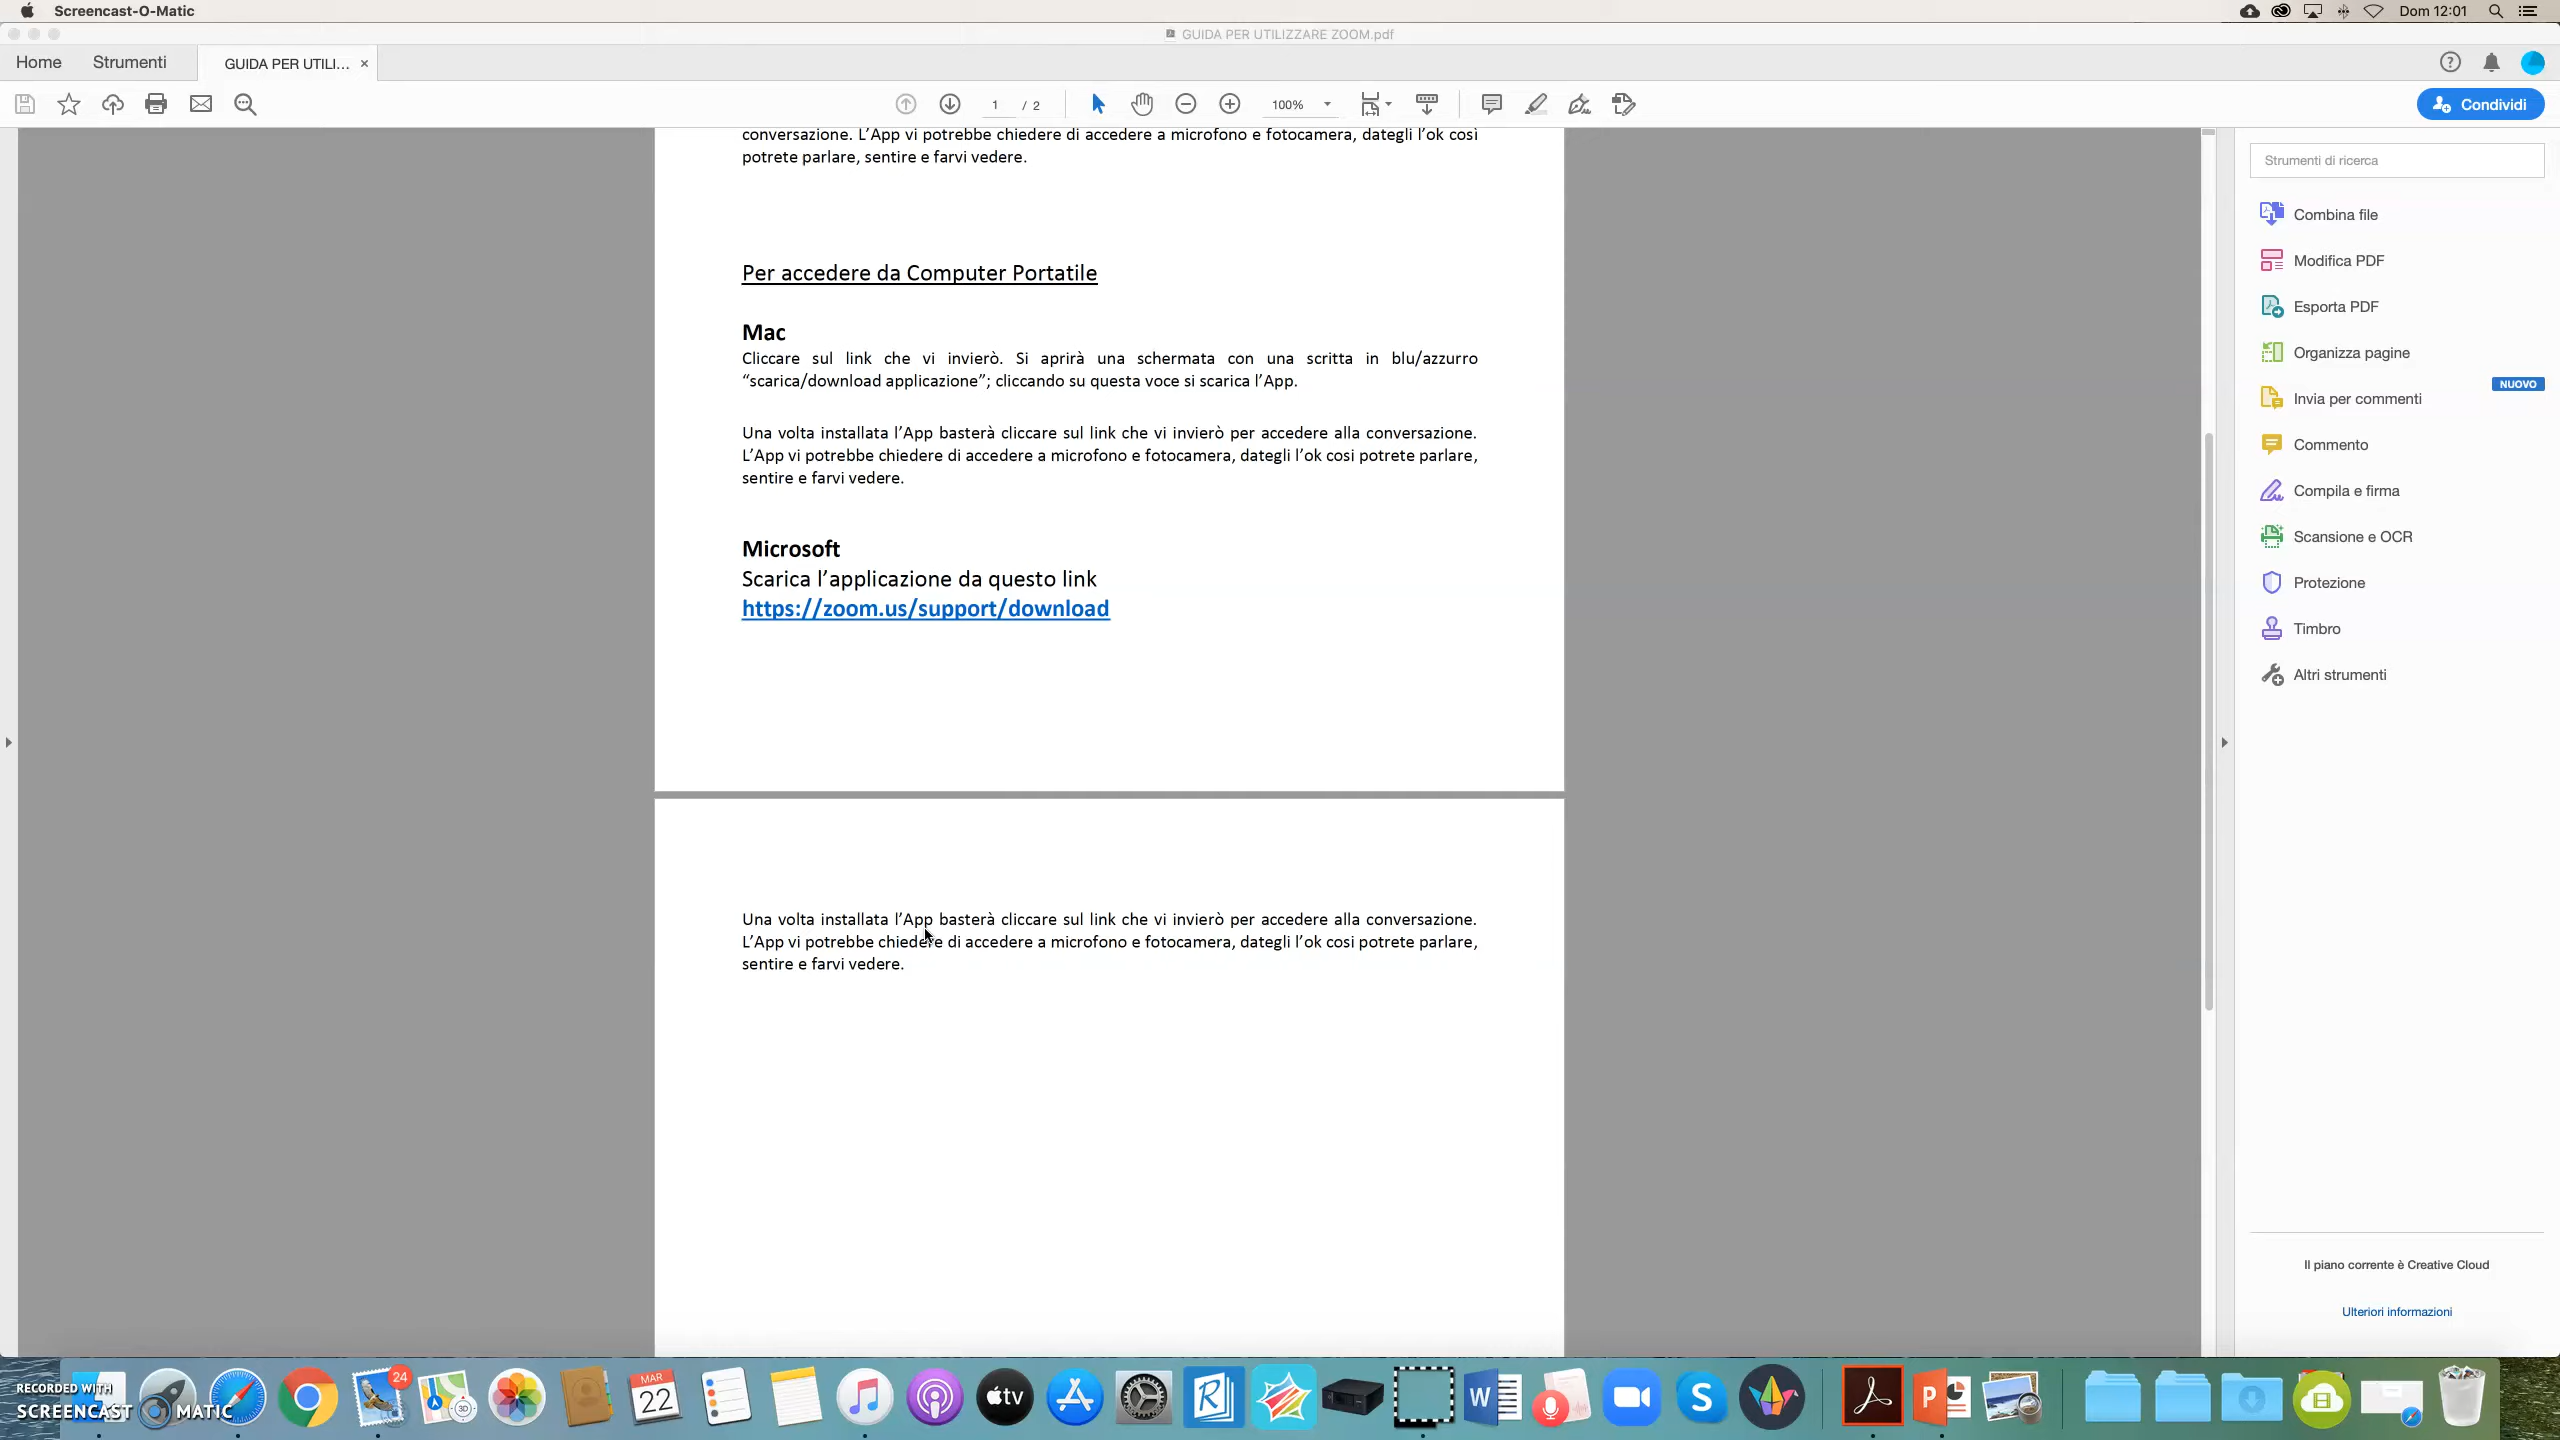 Screencast-O-Matic
Dom 12:01
GUIDA PER UTILIZZARE ZOOM.pdf
Home
Strumenti
GUIDA PER UTILI...
1 / 2
100%
Condividi
conversazione. L’App vi potrebbe chiedere di accedere a microfono e fotocamera, dategli l’ok così
potrete parlare, sentire e farvi vedere.
Per accedere da Computer Portatile
Mac
Cliccare sul link che vi invierò. Si aprirà una schermata con una scritta in blu/azzurro
“scarica/download applicazione”; cliccando su questa voce si scarica l’App.
Una volta installata l’App basterà cliccare sul link che vi invierò per accedere alla conversazione.
L’App vi potrebbe chiedere di accedere a microfono e fotocamera, dategli l’ok cosi potrete parlare,
sentire e farvi vedere.
Microsoft
Scarica l’applicazione da questo link
https://zoom.us/support/download
Una volta installata l’App basterà cliccare sul link che vi invierò per accedere alla conversazione.
L’App vi potrebbe chiedere di accedere a microfono e fotocamera, dategli l’ok cosi potrete parlare,
sentire e farvi vedere.
Strumenti di ricerca
Combina file
Modifica PDF
Esporta PDF
Organizza pagine
NUOVO
Invia per commenti
Commento
Compila e firma
Scansione e OCR
Protezione
Timbro
Altri strumenti
Il piano corrente è Creative Cloud
Ulteriori informazioni
RECORDED WITH
SCREENCAST MATIC
24
3D
MAR
22
tv
W
S
P